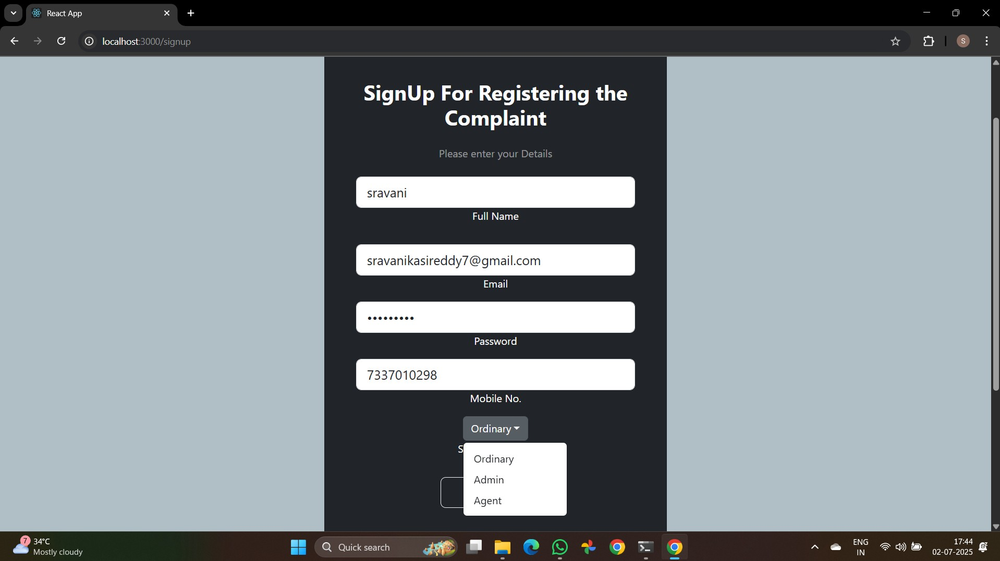 React App
localhost:3000/signup
S
SignUp For Registering the
Complaint
Please enter your Details
sravani
Full Name
sravanikasireddy7@gmail.com
Email
•••••••••
Password
7337010298
Mobile No.
Ordinary
S
Ordinary
Admin
Agent
7
34°C
Mostly cloudy
Quick search
ENG
IN
17:44
02-07-2025